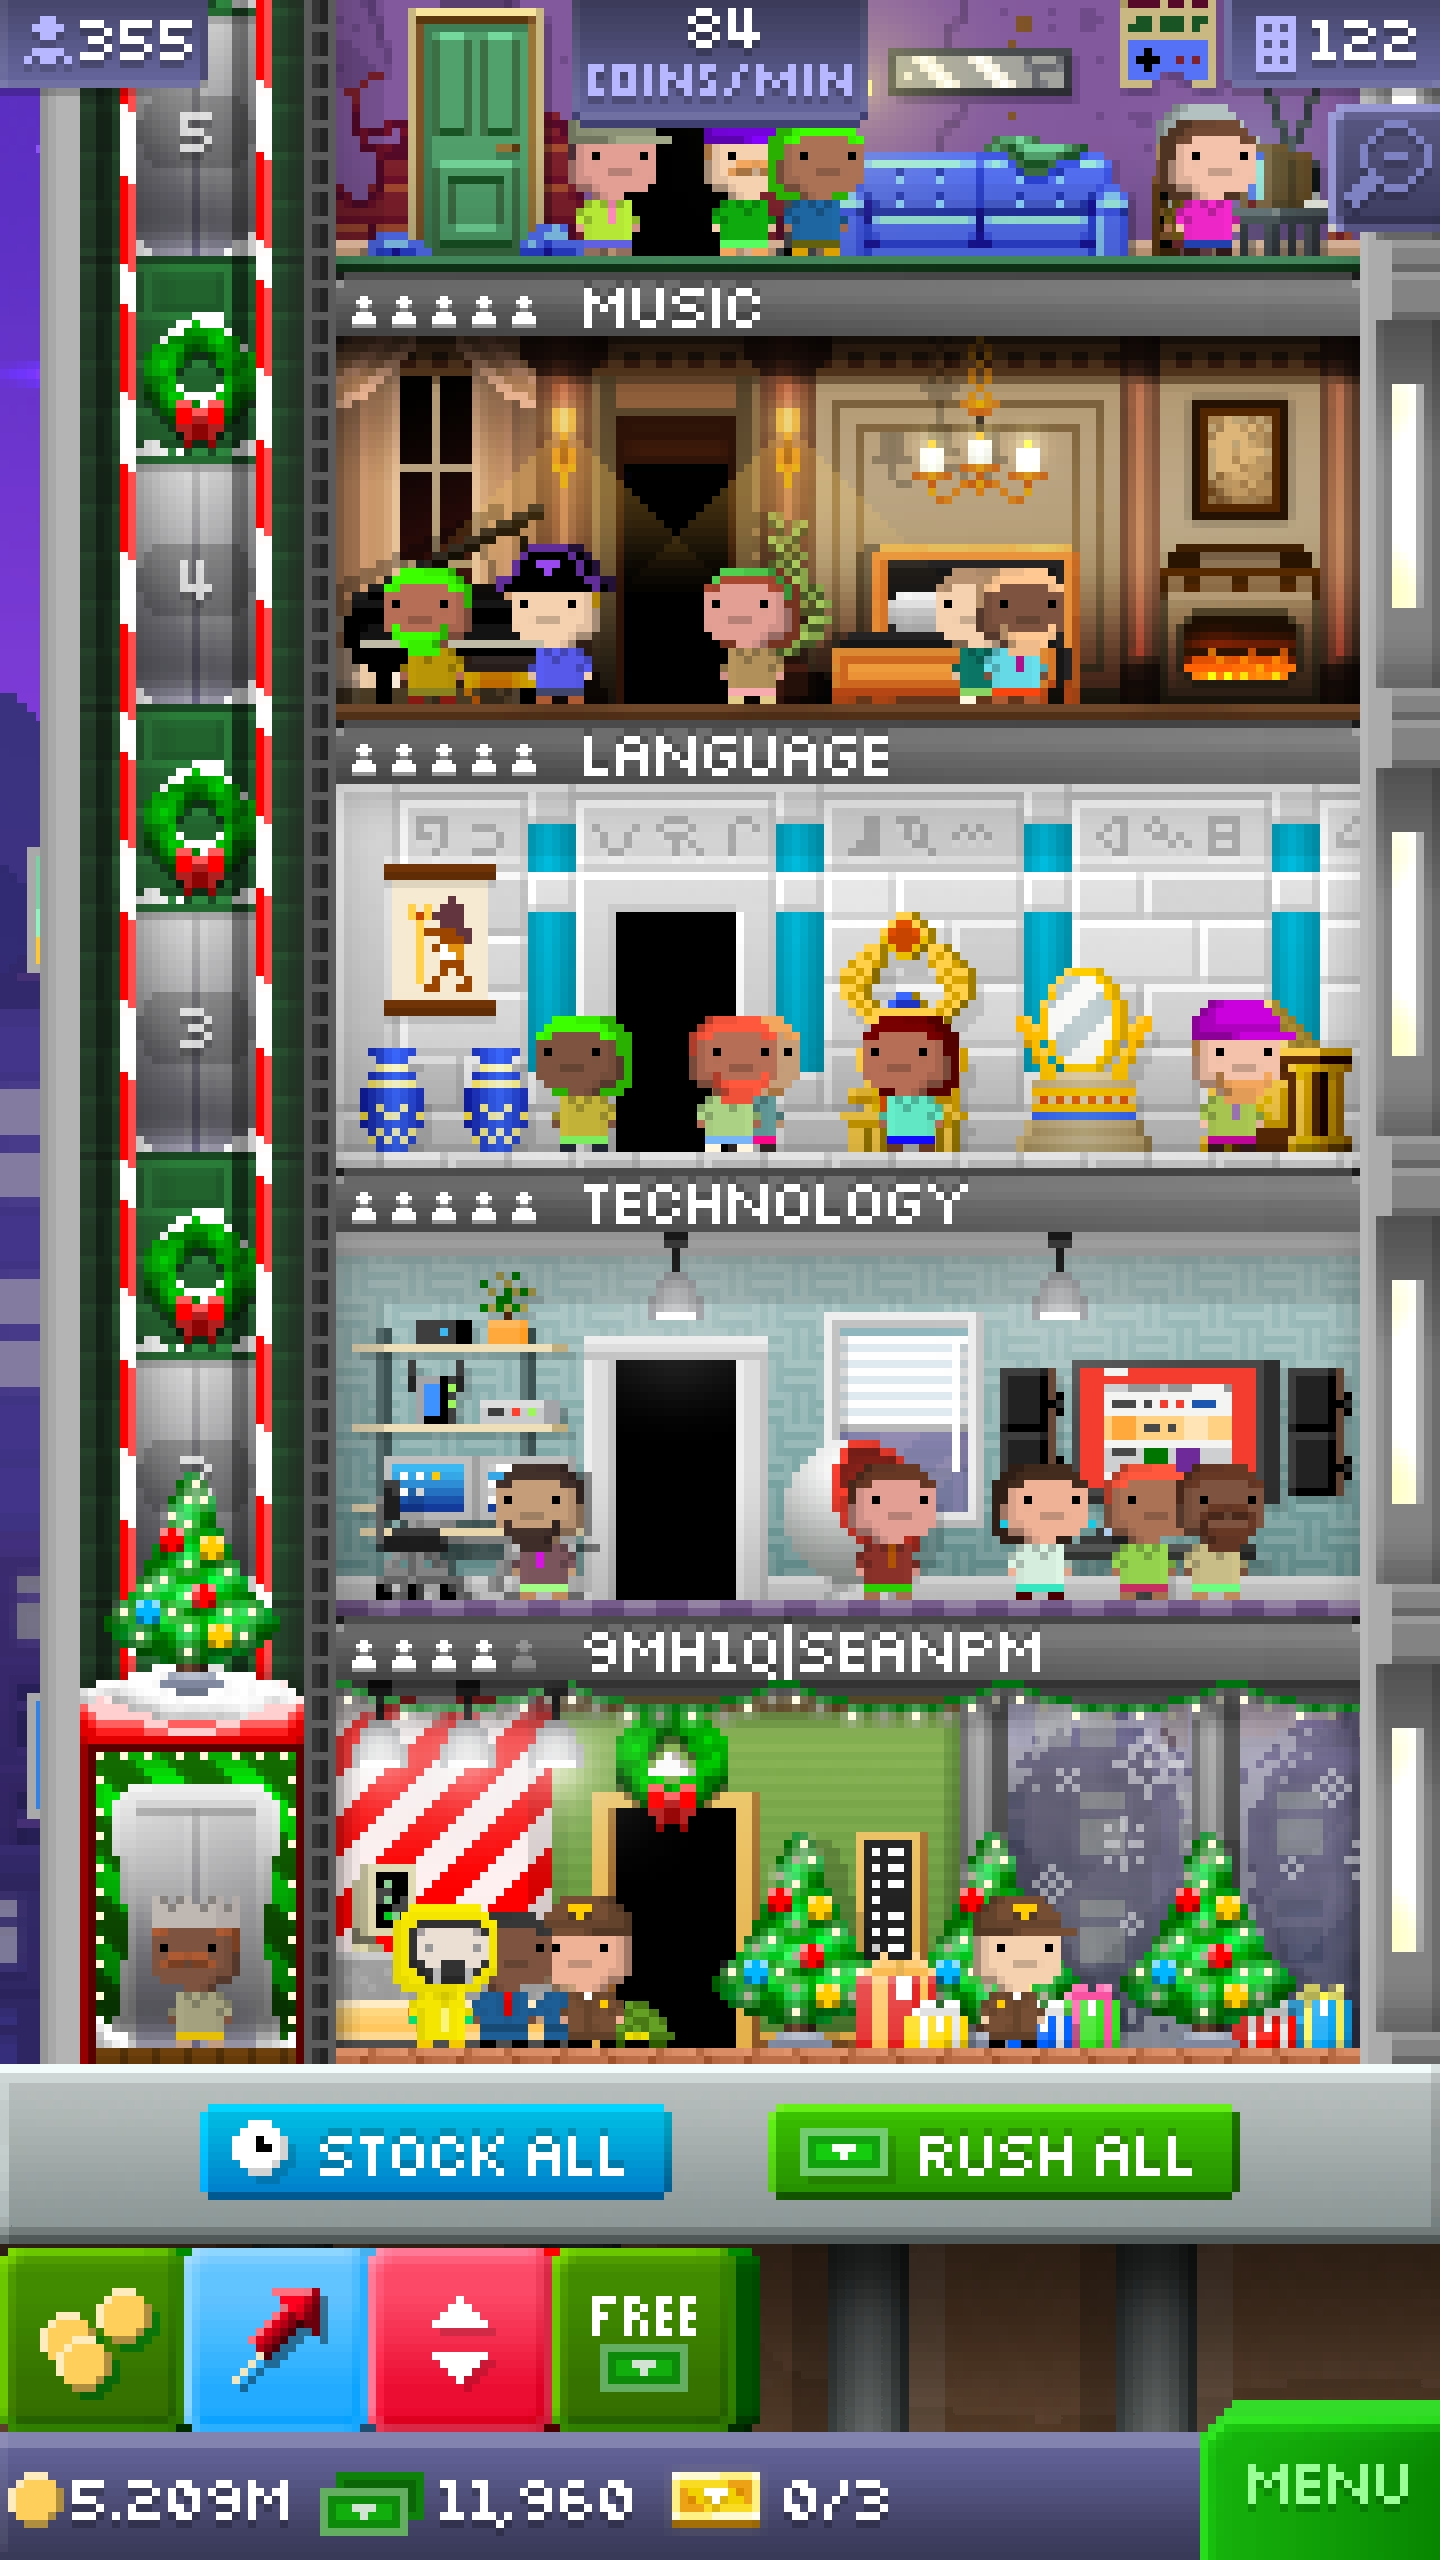 355
84
COINS/MIN
122
5
MUSIC
4
LANGUAGE
3
TECHNOLOGY
2
9MH1Q|SEANPM
STOCK ALL
RUSH ALL
FREE
5.209M
11,960
0/3
MENU